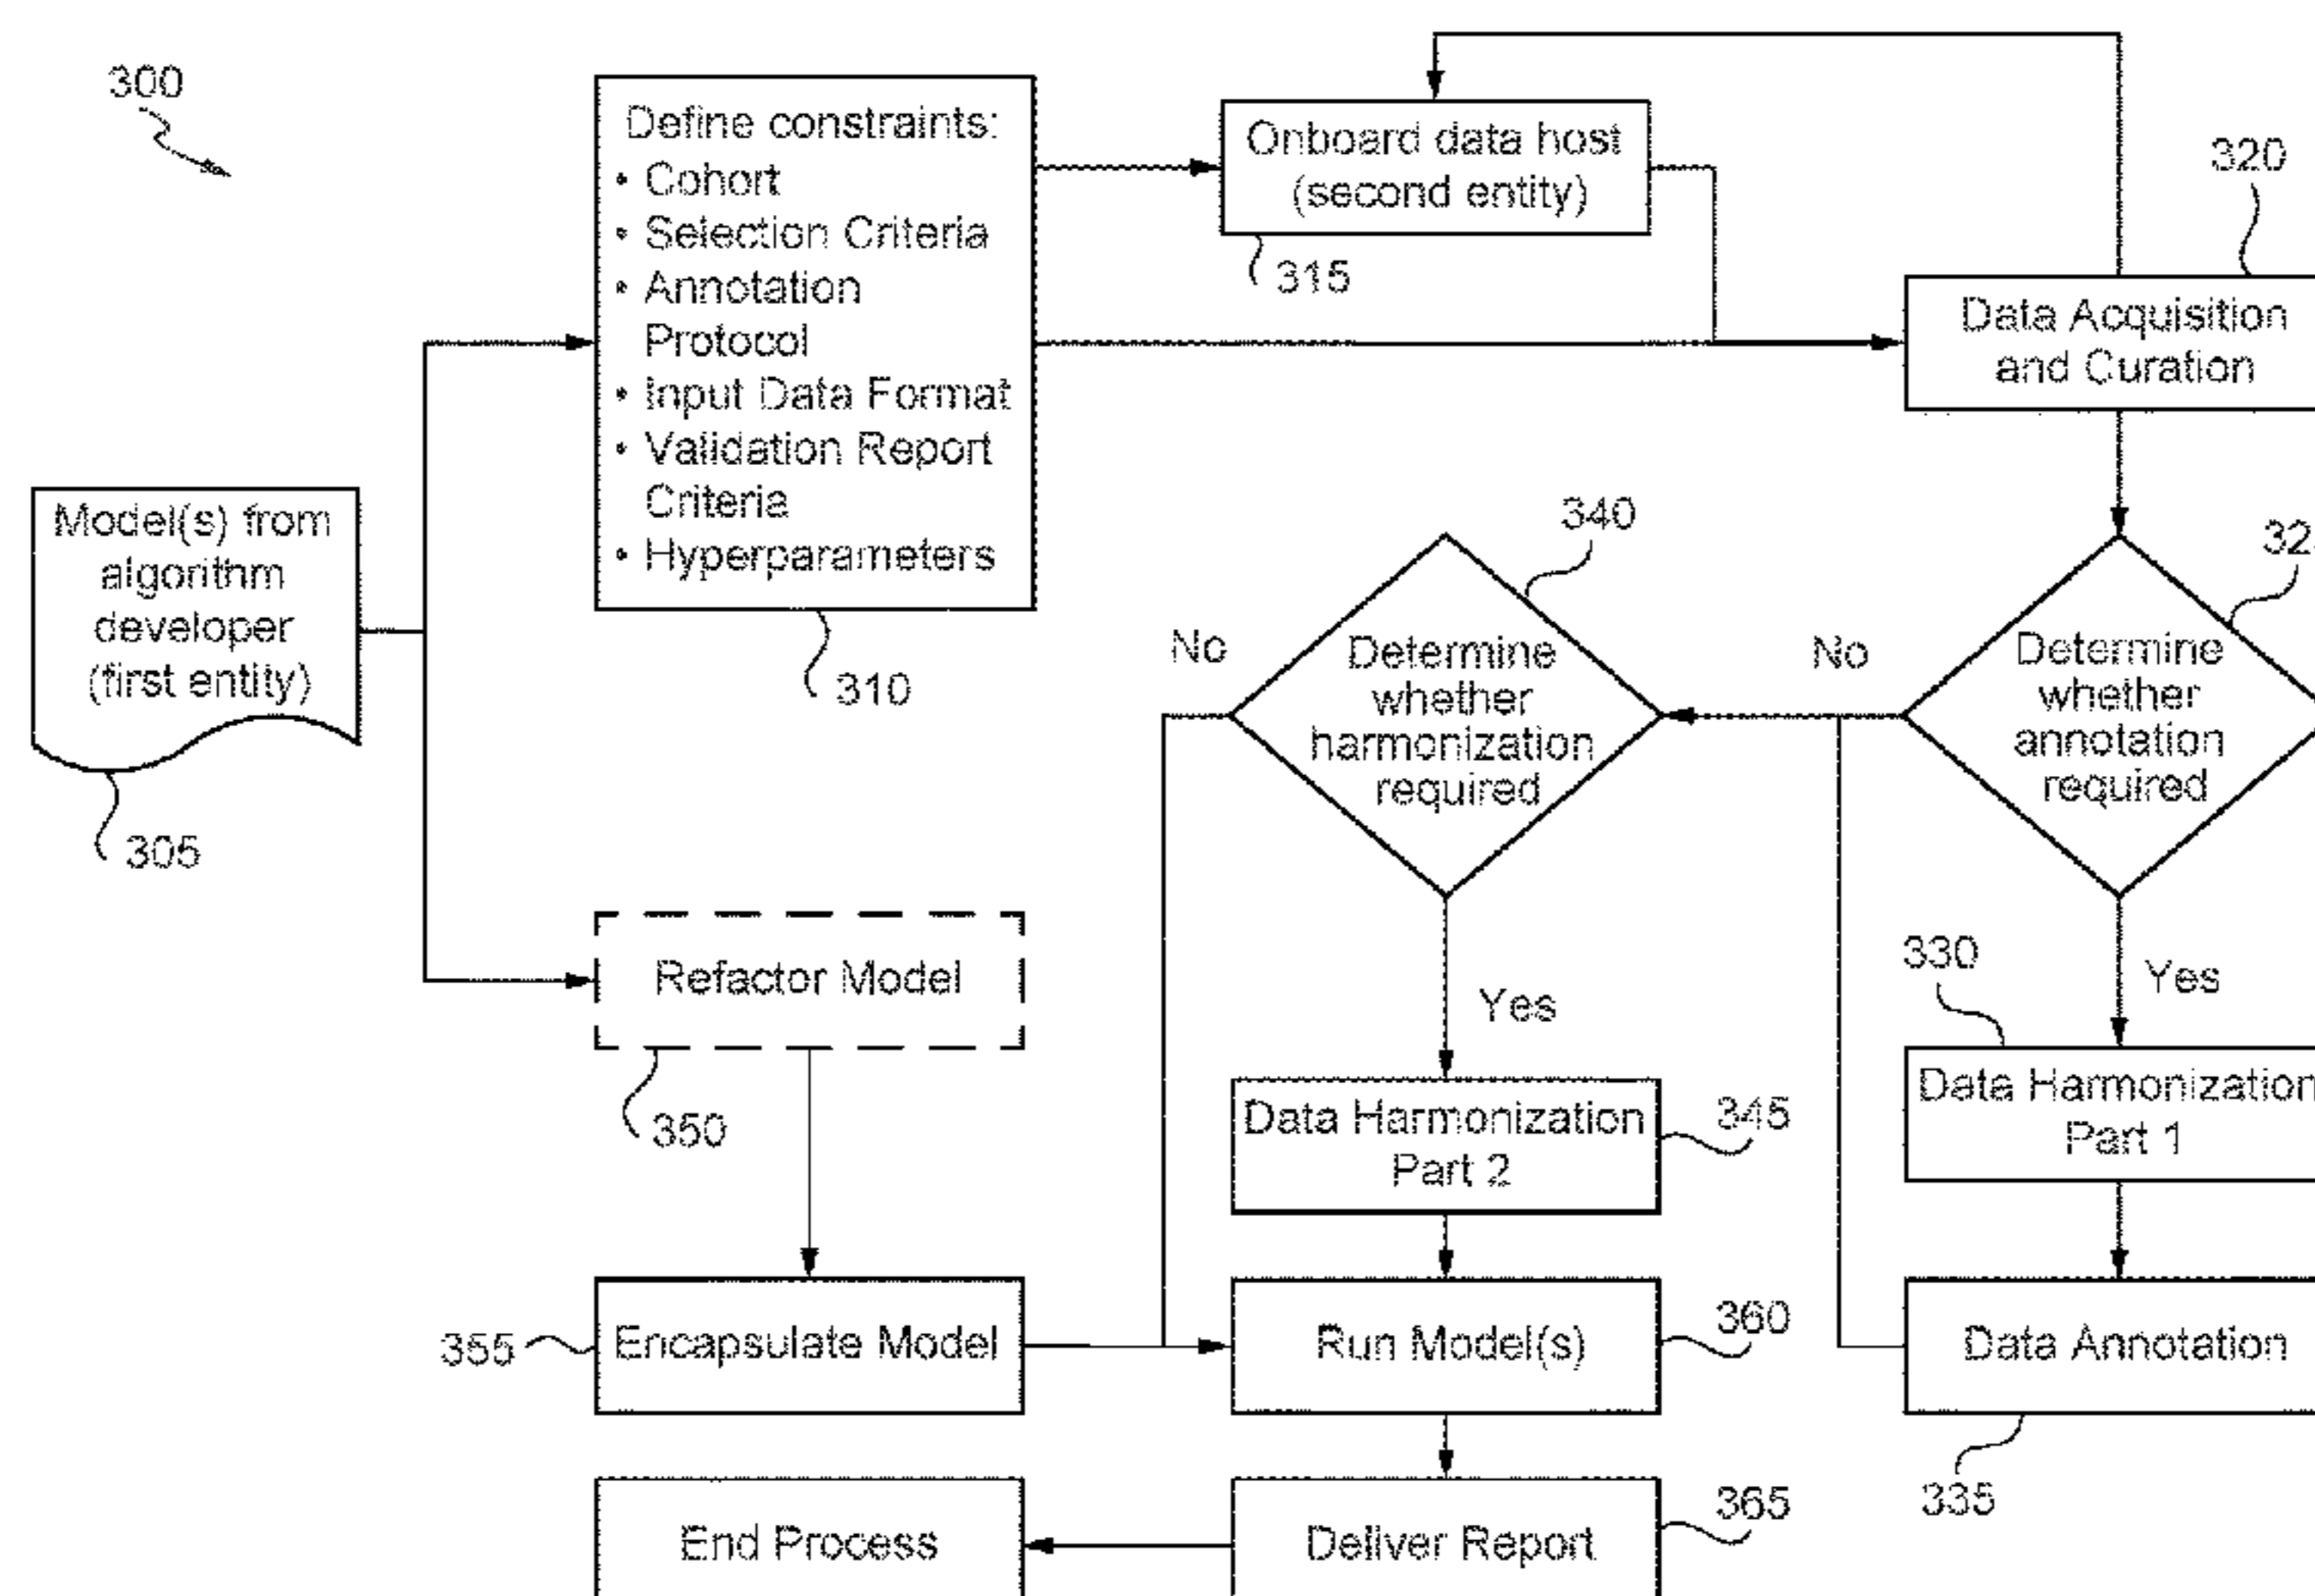 300
Define constraints:
• Cohort
• Selection Criteria
• Annotation
Protocol
• Input Data Format
• Validation Report
Criteria
• Hyperparameters
310
Onboard data host
(second entity)
315
320
Data Acquisition
and Curation
Model(s) from
algorithm
developer
(first entity)
305
340
No
Determine
whether
harmonization
required
Yes
No
Determine
whether
annotation
required
Yes
Refactor Model
350
330
Data Harmonization
Part 1
Data Harmonization
Part 2
345
355
Encapsulate Model
Run Model(s)
360
Data Annotation
335
End Process
Deliver Report
365